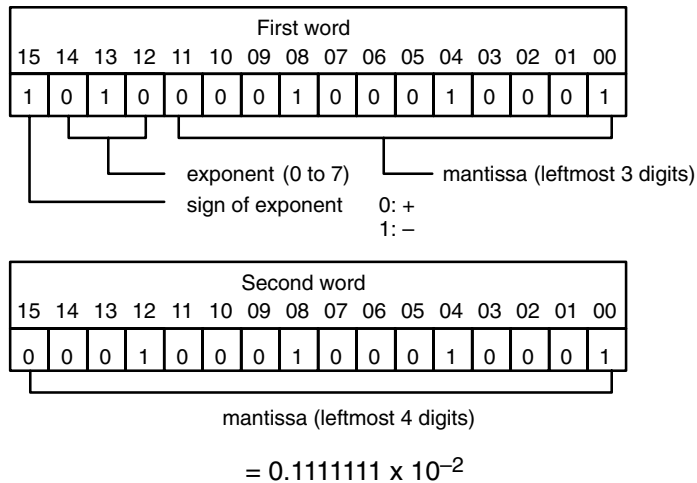 First word
15 14 13 12 11 10 09 08 07 06 05 04 03 02 01 00
1 0 1 0 0 0 0 1 0 0 0 1 0 0 0 1
exponent (0 to 7)
mantissa (leftmost 3 digits)
sign of exponent 0: +
1: –
Second word
15 14 13 12 11 10 09 08 07 06 05 04 03 02 01 00
0 0 0 1 0 0 0 1 0 0 0 1 0 0 0 1
mantissa (leftmost 4 digits)
= 0.1111111 x 10–2